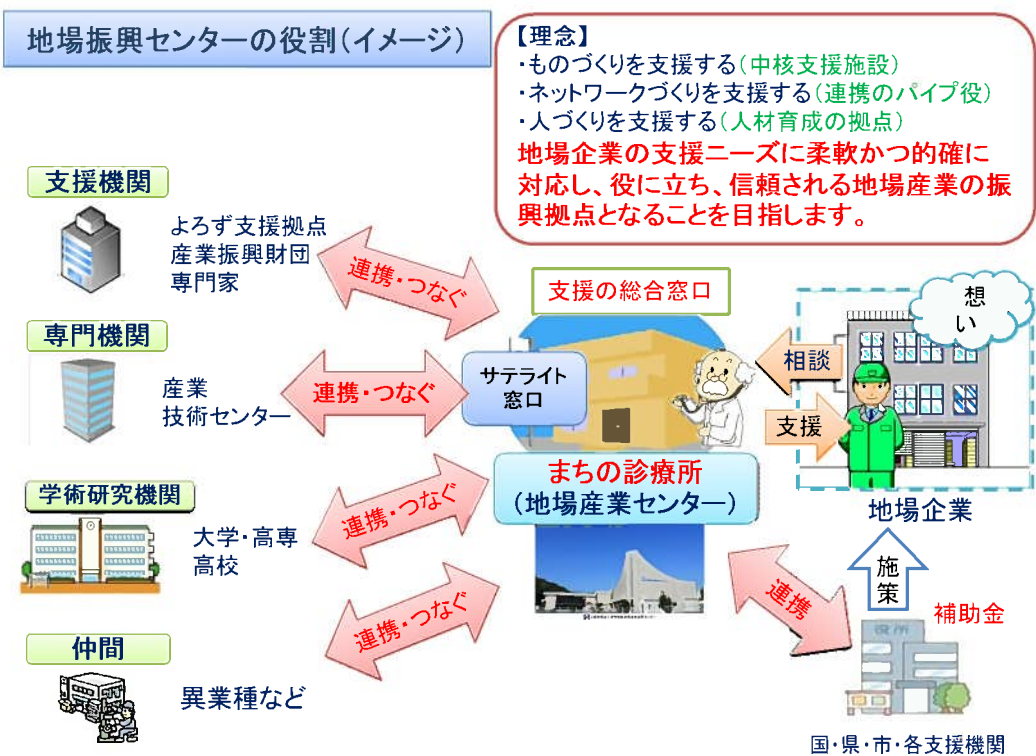 地場振興センターの役割(イメージ)
【理念】
・ものづくりを支援する(中核支援施設)
・ネットワークづくりを支援する(連携のパイプ役)
・人づくりを支援する(人材育成の拠点)
地場企業の支援ニーズに柔軟かつ的確に
対応し、役に立ち、信頼される地場産業の振
興拠点となることを目指します。
支援機関
よろず支援拠点
産業振興財団
専門家
連携・つなぐ
支援の総合窓口
想
い
専門機関
産業
技術センター
連携・つなぐ
サテライト
窓口
相談
支援
まちの診療所
(地場産業センター)
地場企業
学術研究機関
大学・高専
高校
連携・つなぐ
施策
連携
補助金
役所
仲間
異業種など
連携・つなぐ
国・県・市・各支援機関